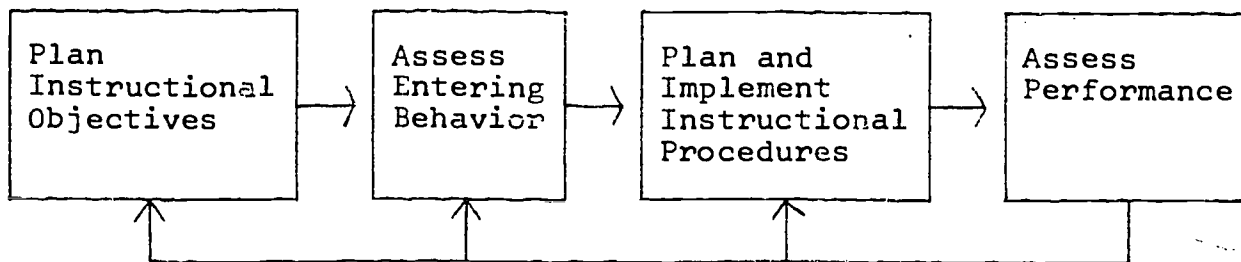 Plan
Instructional
Objectives
Assess
Entering
Behavior
Plan and
Implement
Instructional
Procedures
Assess
Performance